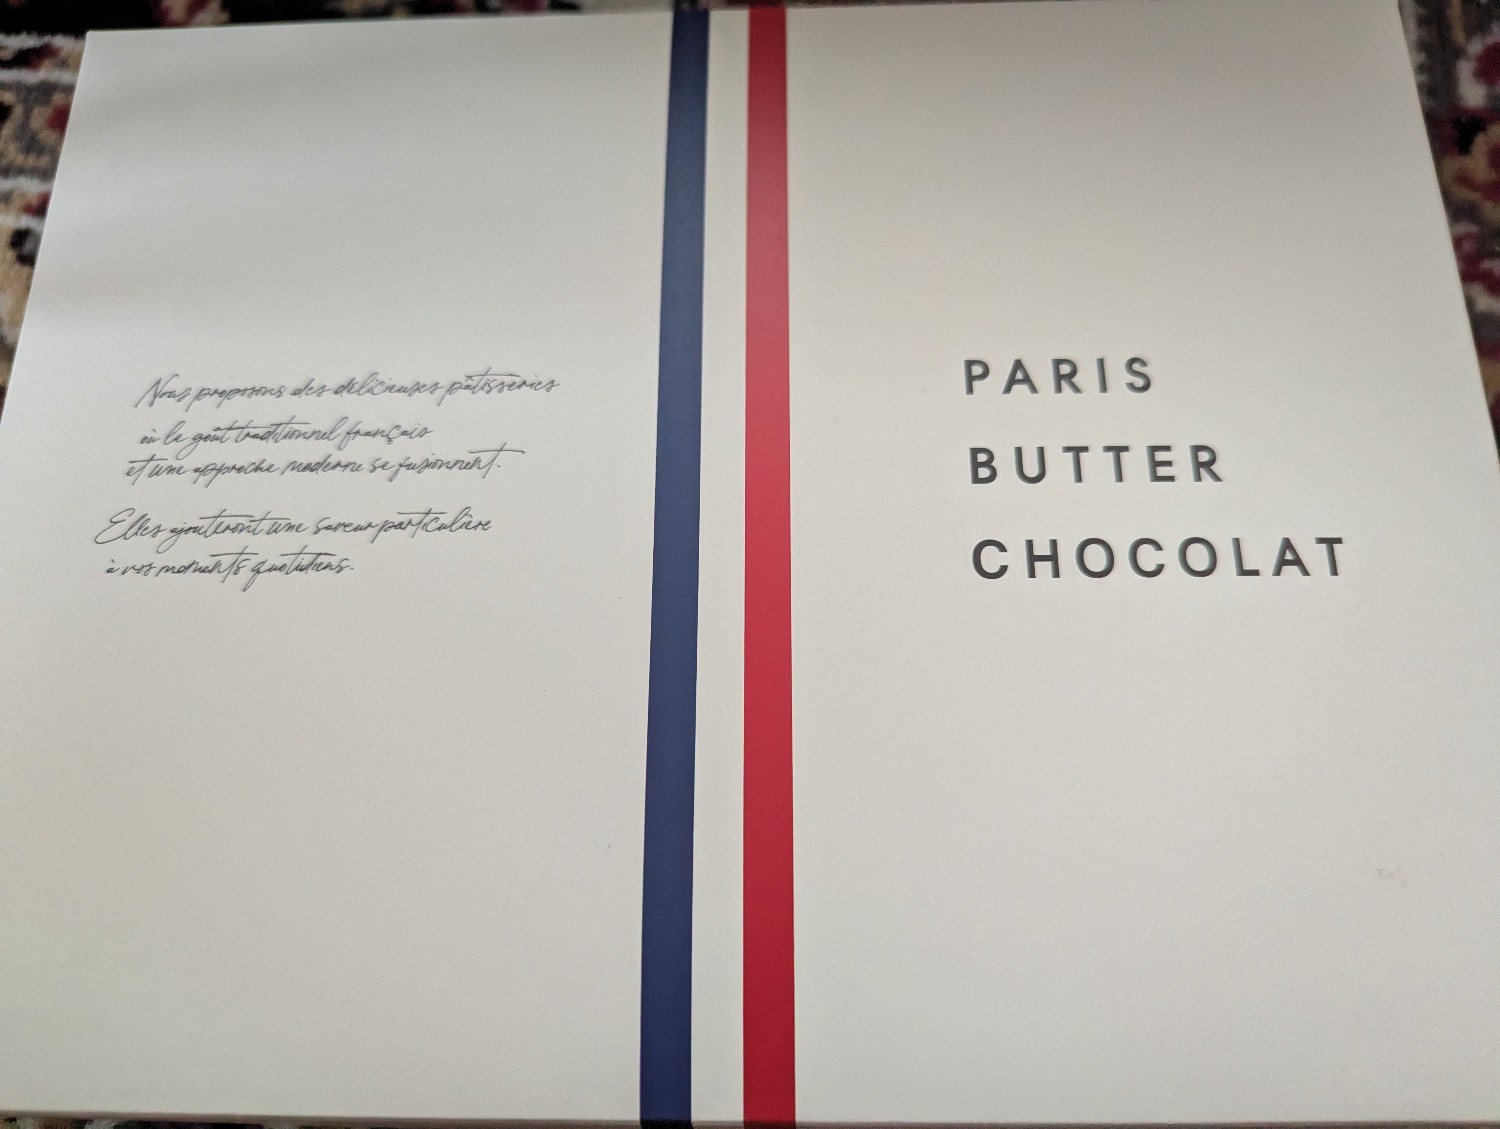 Nous proposons des délicieuses pâtisseries
où le goût traditionnel français
et une approche moderne se fusionnent.
Elles ajouteront une saveur particulière
à vos moments quotidiens.
PARIS
BUTTER
CHOCOLAT